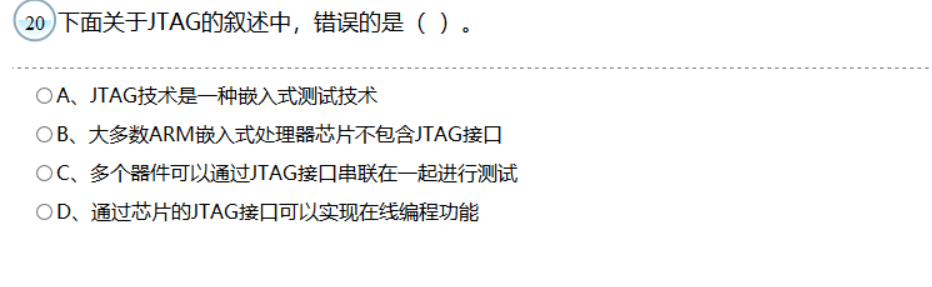 20 下面关于JTAG的叙述中，错误的是（ ）。
A、JTAG技术是一种嵌入式测试技术
B、大多数ARM嵌入式处理器芯片不包含JTAG接口
C、多个器件可以通过JTAG接口串联在一起进行测试
D、通过芯片的JTAG接口可以实现在线编程功能